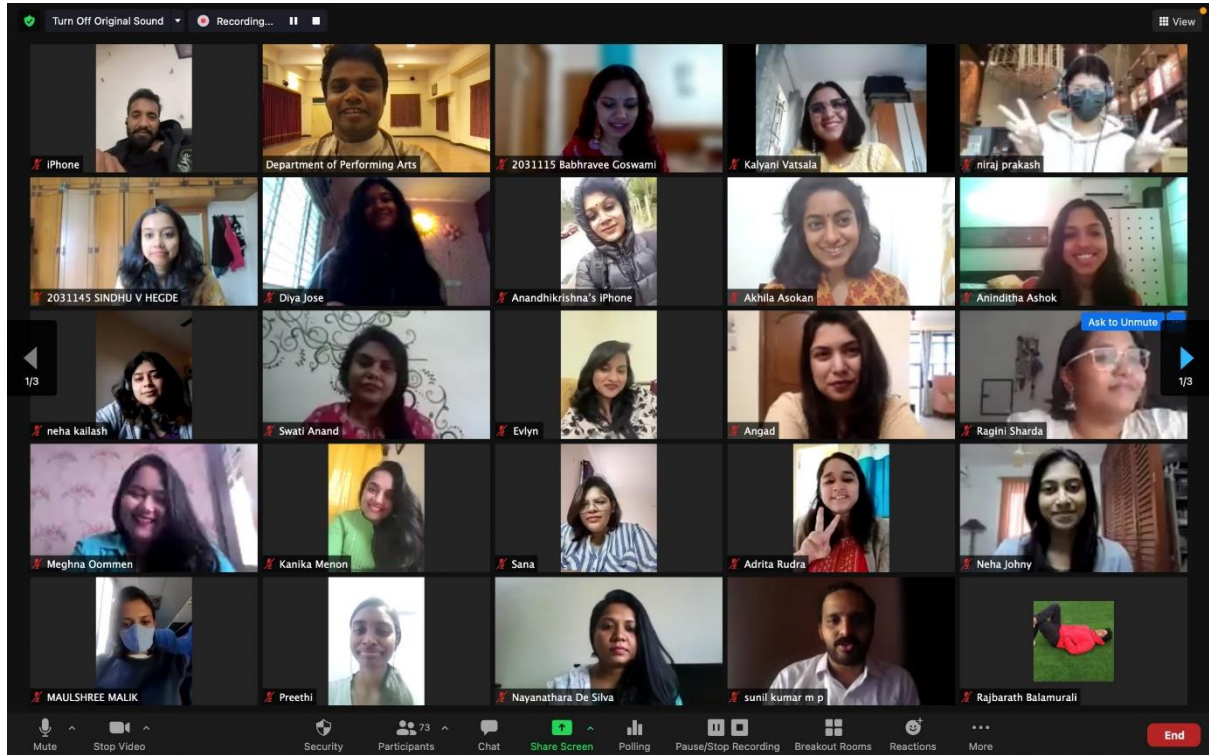 Turn Off Original Sound
Recording...
View
iPhone
Department of Performing Arts
2031115 Babhravee Goswami
Kalyani Vatsala
niraj prakash
2031145 SINDHU V HEGDE
Diya Jose
Anandhikrishna's iPhone
Akhila Asokan
Aninditha Ashok
Ask to Unmute
1/3
1/3
neha kailash
Swati Anand
Evlyn
Angad
Ragini Sharda
Meghna Oommen
Kanika Menon
Sana
Adrita Rudra
Neha Johny
MAULSHREE MALIK
Preethi
Nayanathara De Silva
sunil kumar m p
Rajbarath Balamurali
Mute
Stop Video
Security
73
Participants
Chat
Share Screen
Polling
Pause/Stop Recording
Breakout Rooms
Reactions
More
End